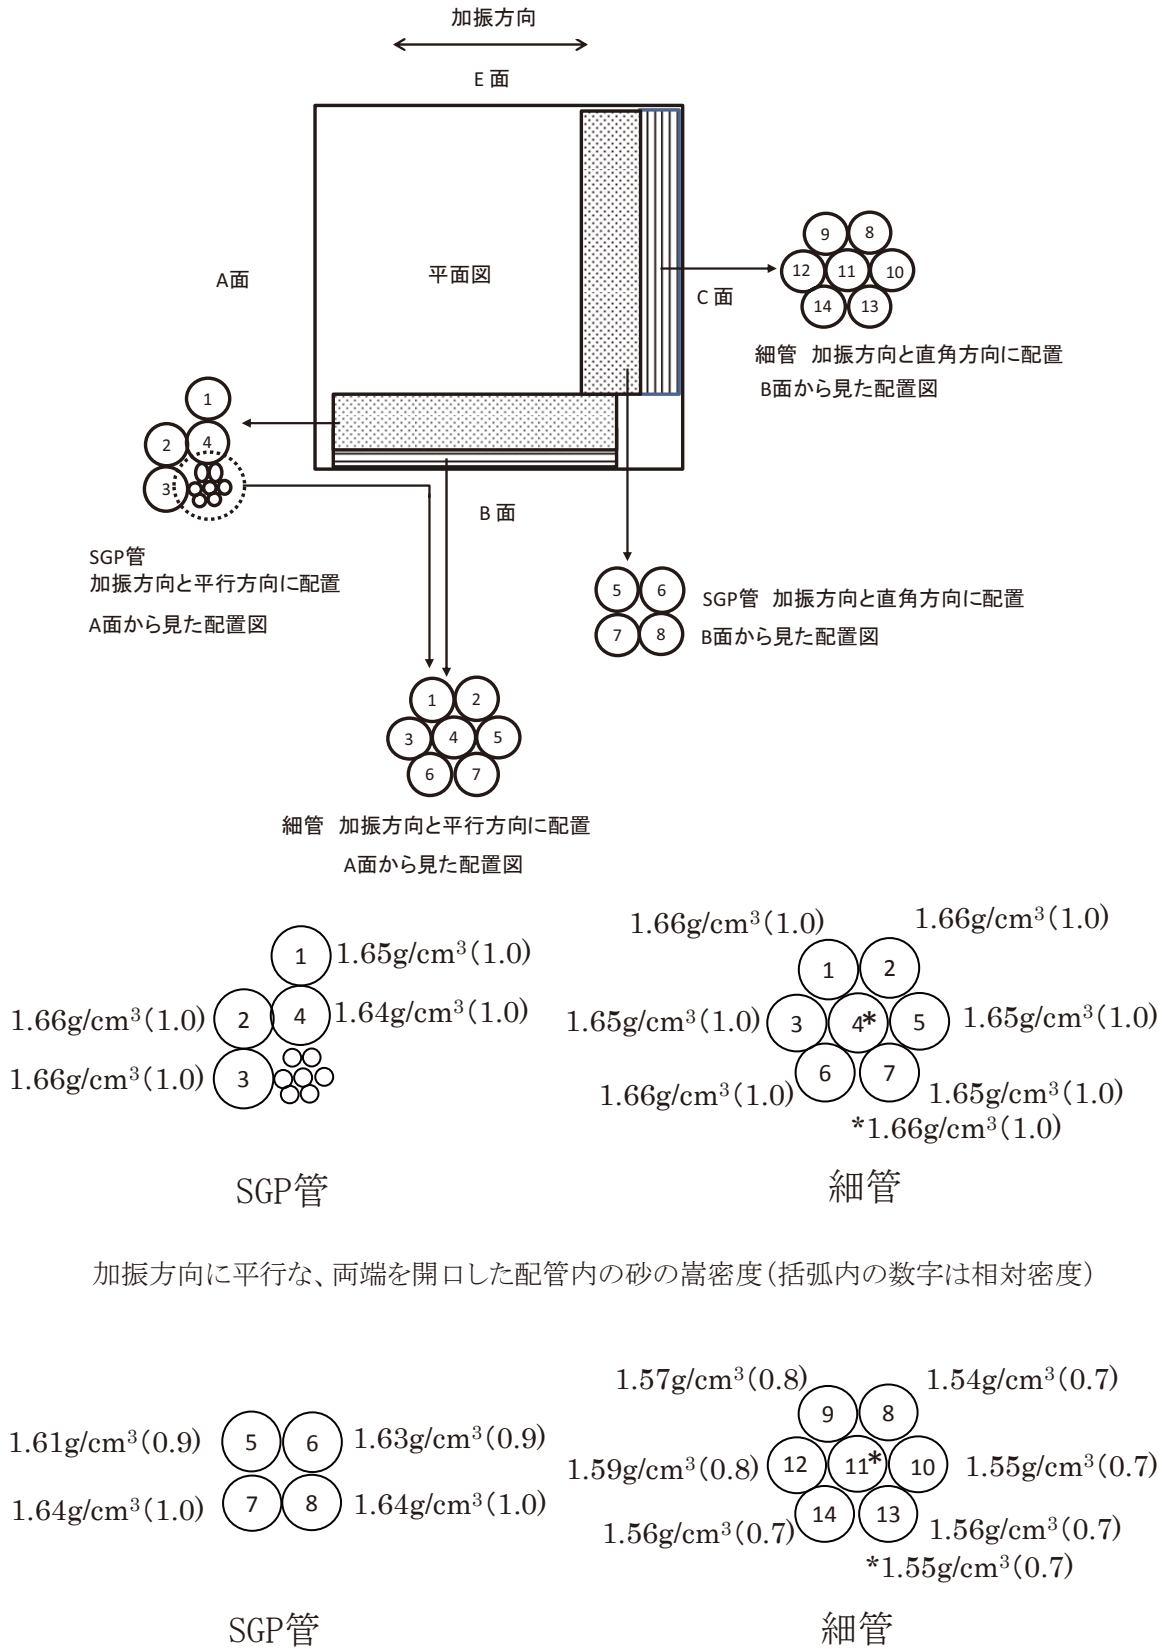 加振方向
E 面
A面
平面図
C 面
9
8
12
11
10
14
13
細管 加振方向と直角方向に配置
B面から見た配置図
1
2
4
3
B 面
SGP管
加振方向と平行方向に配置
A面から見た配置図
5
6
7
8
SGP管 加振方向と直角方向に配置
B面から見た配置図
1
2
3
4
5
6
7
細管 加振方向と平行方向に配置
A面から見た配置図
1
1.65g/cm³(1.0)
1.66g/cm³(1.0)
2
4
1.64g/cm³(1.0)
1.66g/cm³(1.0)
3
SGP管
1.66g/cm³(1.0)
1.66g/cm³(1.0)
1
2
1.65g/cm³(1.0)
3
4*
5
1.65g/cm³(1.0)
1.66g/cm³(1.0)
6
7
1.65g/cm³(1.0)
*1.66g/cm³(1.0)
細管
加振方向に平行な、両端を開口した配管内の砂の嵩密度(括弧内の数字は相対密度)
1.61g/cm³(0.9)
5
6
1.63g/cm³(0.9)
1.64g/cm³(1.0)
7
8
1.64g/cm³(1.0)
SGP管
1.57g/cm³(0.8)
1.54g/cm³(0.7)
9
8
1.59g/cm³(0.8)
12
11*
10
1.55g/cm³(0.7)
1.56g/cm³(0.7)
14
13
1.56g/cm³(0.7)
*1.55g/cm³(0.7)
細管